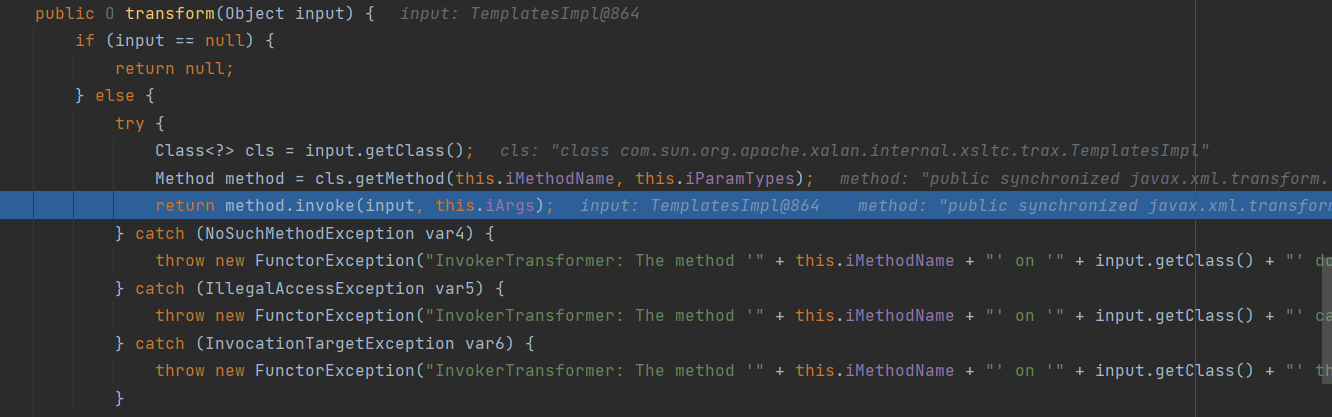 public O transform(Object input) {   input: TemplatesImpl@864
if (input == null) {
return null;
} else {
try {
Class<?> cls = input.getClass();   cls: "class com.sun.org.apache.xalan.internal.xsltc.trax.TemplatesImpl"
Method method = cls.getMethod(this.iMethodName, this.iParamTypes);   method: "public synchronized javax.xml.transform.
return method.invoke(input, this.iArgs);   input: TemplatesImpl@864   method: "public synchronized javax.xml.transform
} catch (NoSuchMethodException var4) {
throw new FunctorException("InvokerTransformer: The method '" + this.iMethodName + "' on '" + input.getClass() + "' do
} catch (IllegalAccessException var5) {
throw new FunctorException("InvokerTransformer: The method '" + this.iMethodName + "' on '" + input.getClass() + "' ca
} catch (InvocationTargetException var6) {
throw new FunctorException("InvokerTransformer: The method '" + this.iMethodName + "' on '" + input.getClass() + "' th
}